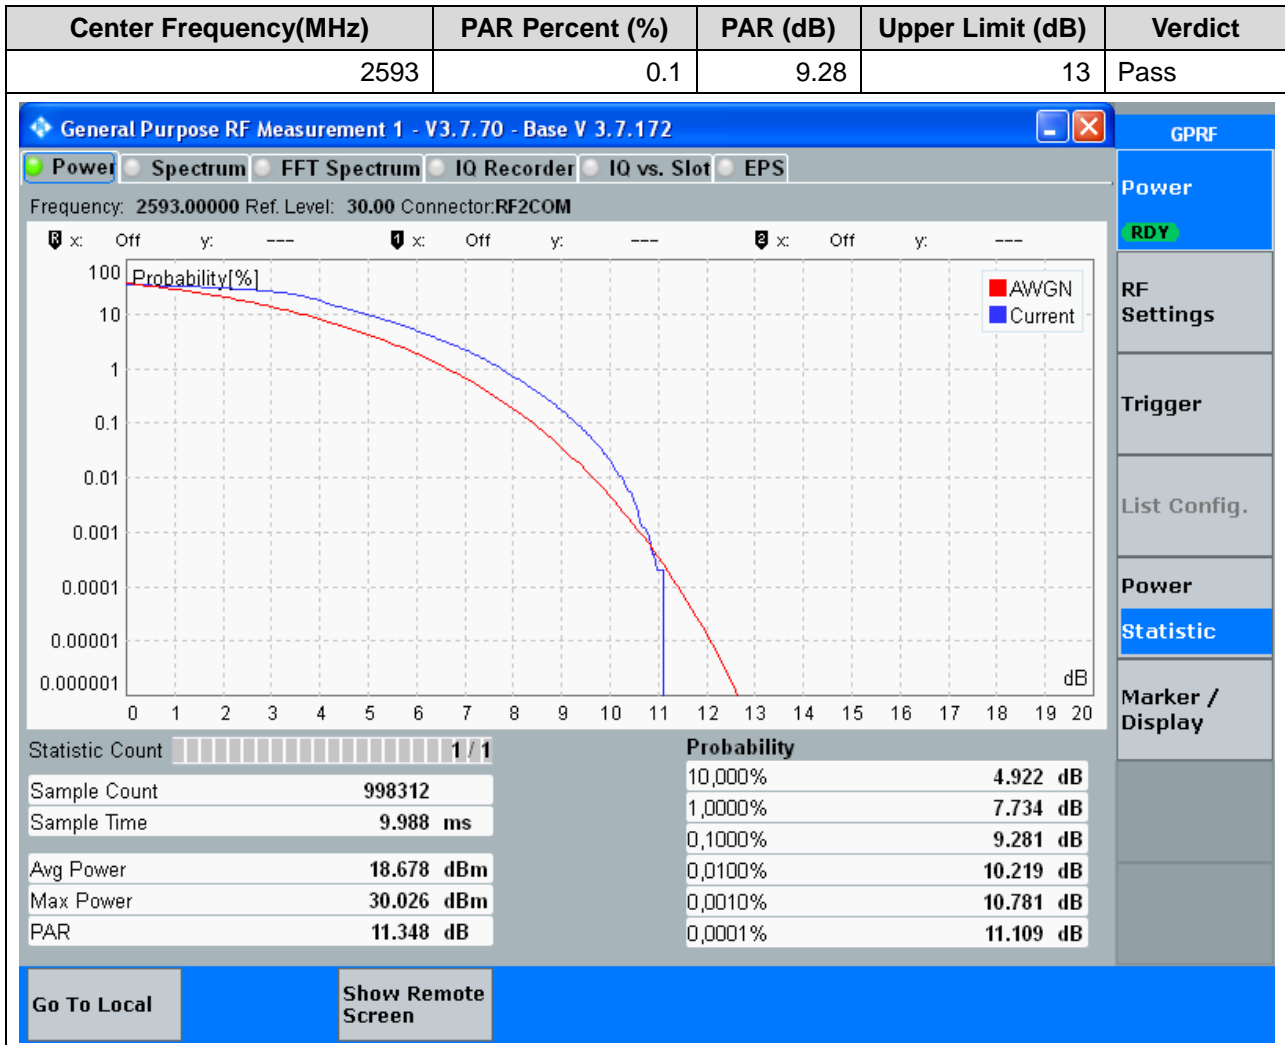 Center Frequency(MHz) PAR Percent (%) PAR (dB) Upper Limit (dB) Verdict
2593 0.1 9.28 13 Pass
General Purpose RF Measurement 1 - V3.7.70 - Base V 3.7.172
GPRF
Power Spectrum FFT Spectrum IQ Recorder IQ vs. Slot EPS
Power
RDY
Frequency: 2593.00000 Ref. Level: 30.00 Connector:RF2COM
R x: Off y: --- 1 x: Off y: --- 2 x: Off y: ---
Probability[%]
100
10
1
0.1
0.01
0.001
0.0001
0.00001
0.000001
AWGN
Current
dB
0 1 2 3 4 5 6 7 8 9 10 11 12 13 14 15 16 17 18 19 20
RF
Settings
Trigger
List Config.
Power
Statistic
Marker /
Display
Statistic Count 1 / 1
Sample Count 998312
Sample Time 9.988 ms
Avg Power 18.678 dBm
Max Power 30.026 dBm
PAR 11.348 dB
Probability
10,000% 4.922 dB
1,0000% 7.734 dB
0,1000% 9.281 dB
0,0100% 10.219 dB
0,0010% 10.781 dB
0,0001% 11.109 dB
Go To Local
Show Remote
Screen